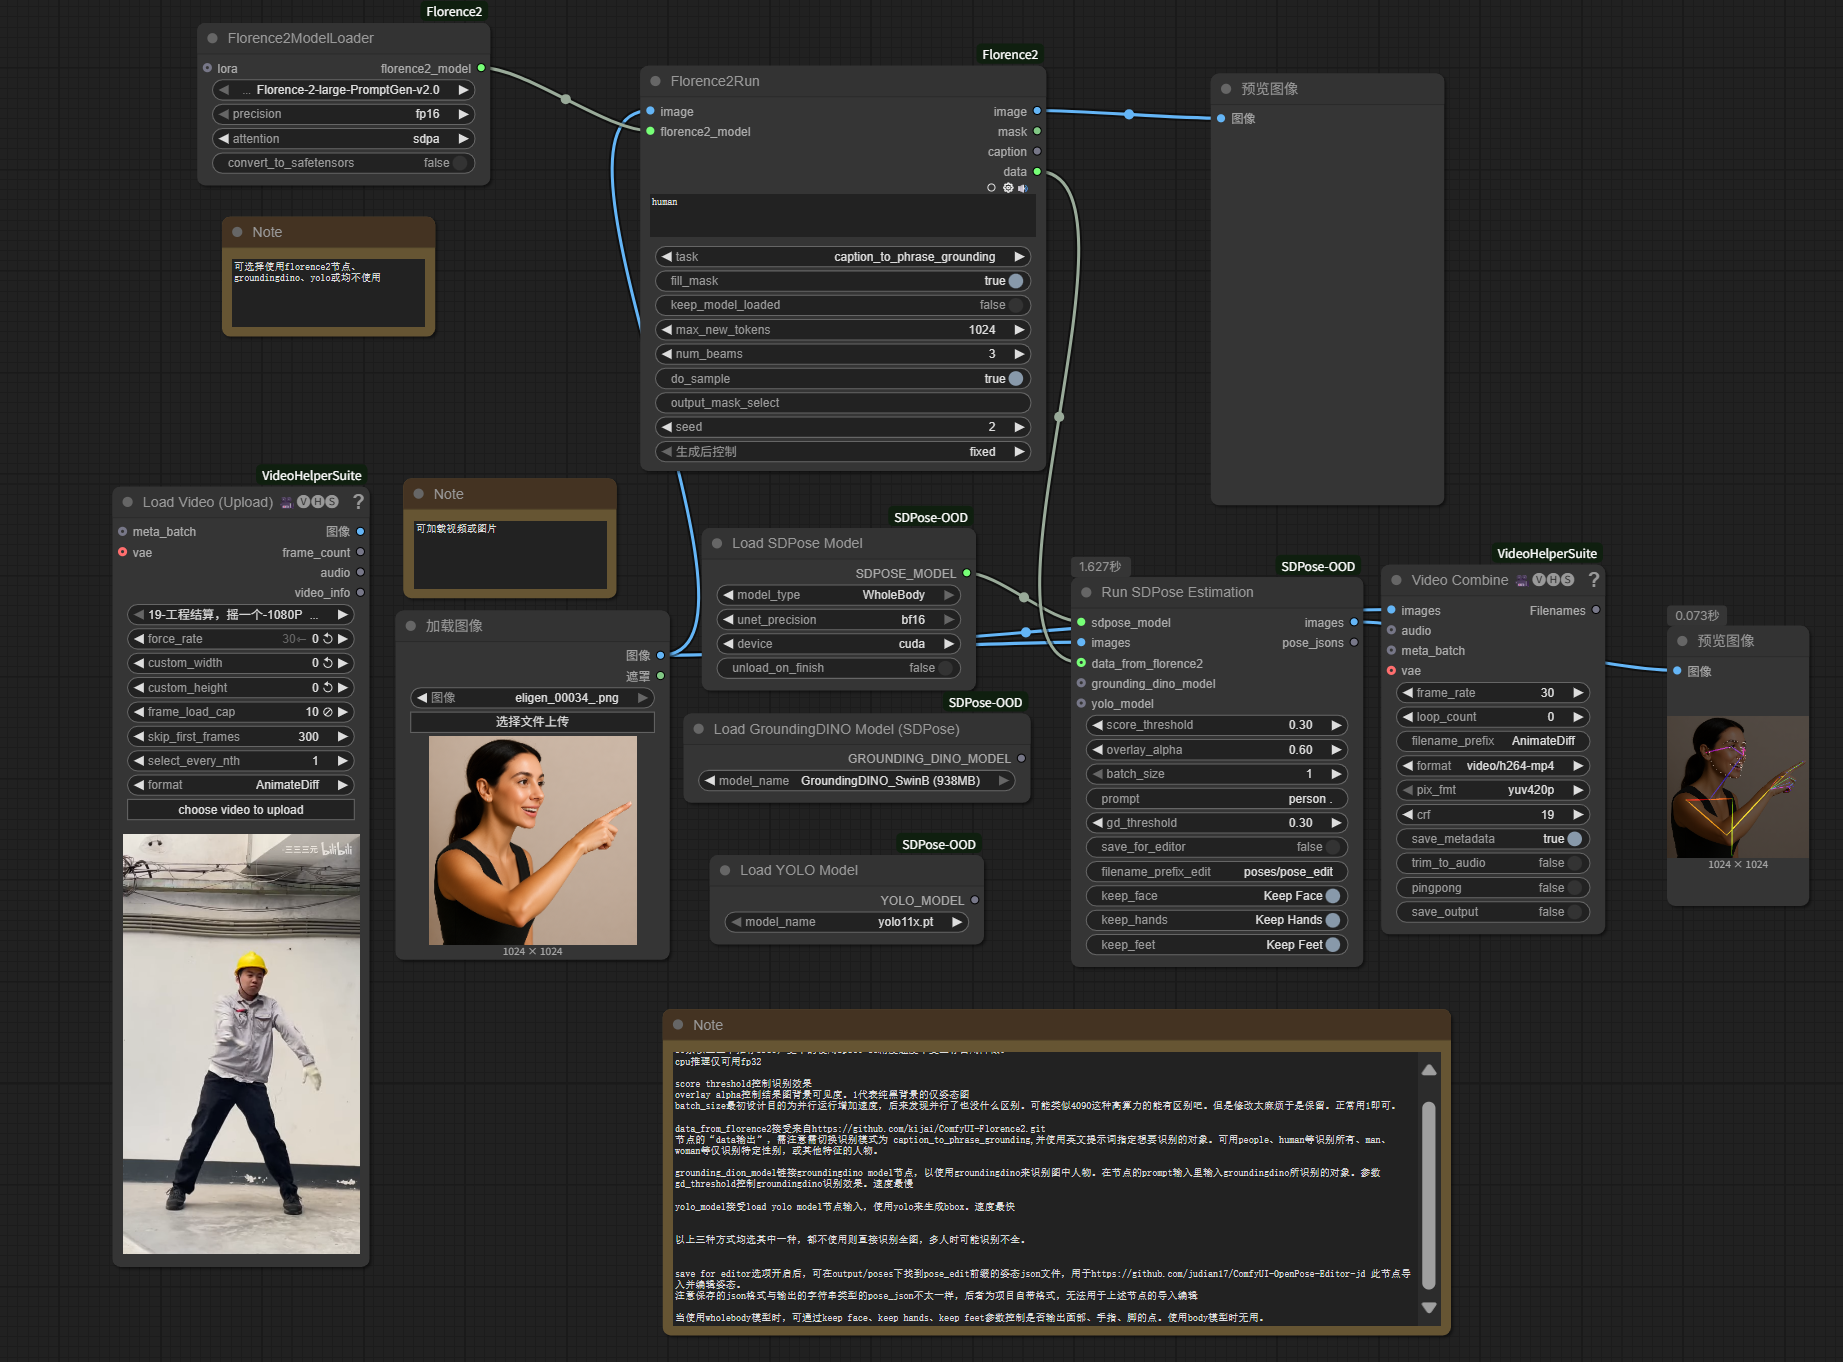 Florence2
Florence2ModelLoader
lora
florence2_model
... Florence-2-large-PromptGen-v2.0
precision fp16
attention sdpa
convert_to_safetensors false
Note
可选择使用florence2节点、
groundingdino、yolo或均不使用
Florence2
Florence2Run
image image
florence2_model mask
caption
data
human
task caption_to_phrase_grounding
fill_mask true
keep_model_loaded false
max_new_tokens 1024
num_beams 3
do_sample true
output_mask_select
seed 2
生成后控制 fixed
预览图像
图像
VideoHelperSuite
Load Video (Upload) VHS ?
meta_batch 图像
vae frame_count
audio
video_info
19-工程结算，摇一个-1080P ...
force_rate 30← 0
custom_width 0
custom_height 0
frame_load_cap 10
skip_first_frames 300
select_every_nth 1
format AnimateDiff
choose video to upload
三三三元 bilibili
Note
可加载视频或图片
加载图像
图像
遮罩
图像 eligen_00034_.png
选择文件上传
1024 × 1024
SDPose-OOD
Load SDPose Model
SDPOSE_MODEL
model_type WholeBody
unet_precision bf16
device cuda
unload_on_finish false
SDPose-OOD
Load GroundingDINO Model (SDPose)
GROUNDING_DINO_MODEL
model_name GroundingDINO_SwinB (938MB)
SDPose-OOD
Load YOLO Model
YOLO_MODEL
model_name yolo11x.pt
1.627秒
SDPose-OOD
Run SDPose Estimation
sdpose_model images
images pose_jsons
data_from_florence2
grounding_dino_model
yolo_model
score_threshold 0.30
overlay_alpha 0.60
batch_size 1
prompt person .
gd_threshold 0.30
save_for_editor false
filename_prefix_edit poses/pose_edit
keep_face Keep Face
keep_hands Keep Hands
keep_feet Keep Feet
VideoHelperSuite
Video Combine VHS ?
images Filenames
audio
meta_batch
vae
frame_rate 30
loop_count 0
filename_prefix AnimateDiff
format video/h264-mp4
pix_fmt yuv420p
crf 19
save_metadata true
trim_to_audio false
pingpong false
save_output false
0.073秒
预览图像
图像
1024 × 1024
Note
cpu推理仅可用fp32
score threshold控制识别效果
overlay alpha控制结果图背景可见度。1代表纯黑背景的仅姿态图
batch_size最初设计目的为并行运行增加速度，后来发现并行了也没什么区别。可能类似4090这种高算力的能有区别吧。但是修改太麻烦于是保留。正常用1即可。
data_from_florence2接受来自https://github.com/kijai/ComfyUI-Florence2.git
节点的“data输出”，需注意需切换识别模式为 caption_to_phrase_grounding,并使用英文提示词指定想要识别的对象。可用people、human等识别所有、man、
woman等仅识别特定性别，或其他特征的人物。
grounding_dion_model链接groundingdino model节点，以使用groundingdino来识别图中人物。在节点的prompt输入里输入groundingdino所识别的对象。参数
gd_threshold控制groundingdino识别效果。速度最慢
yolo_model接受load yolo model节点输入，使用yolo来生成bbox。速度最快
以上三种方式均选其中一种，都不使用则直接识别全图，多人时可能识别不全。
save for editor选项开启后，可在output/poses下找到pose_edit前缀的姿态json文件，用于https://github.com/judian17/ComfyUI-OpenPose-Editor-jd 此节点导
入并编辑姿态。
注意保存的json格式与输出的字符串类型的pose_json不太一样，后者为项目自带格式，无法用于上述节点的导入编辑
当使用wholebody模型时，可通过keep face、keep hands、keep feet参数控制是否输出面部、手指、脚的点。使用body模型时无用。